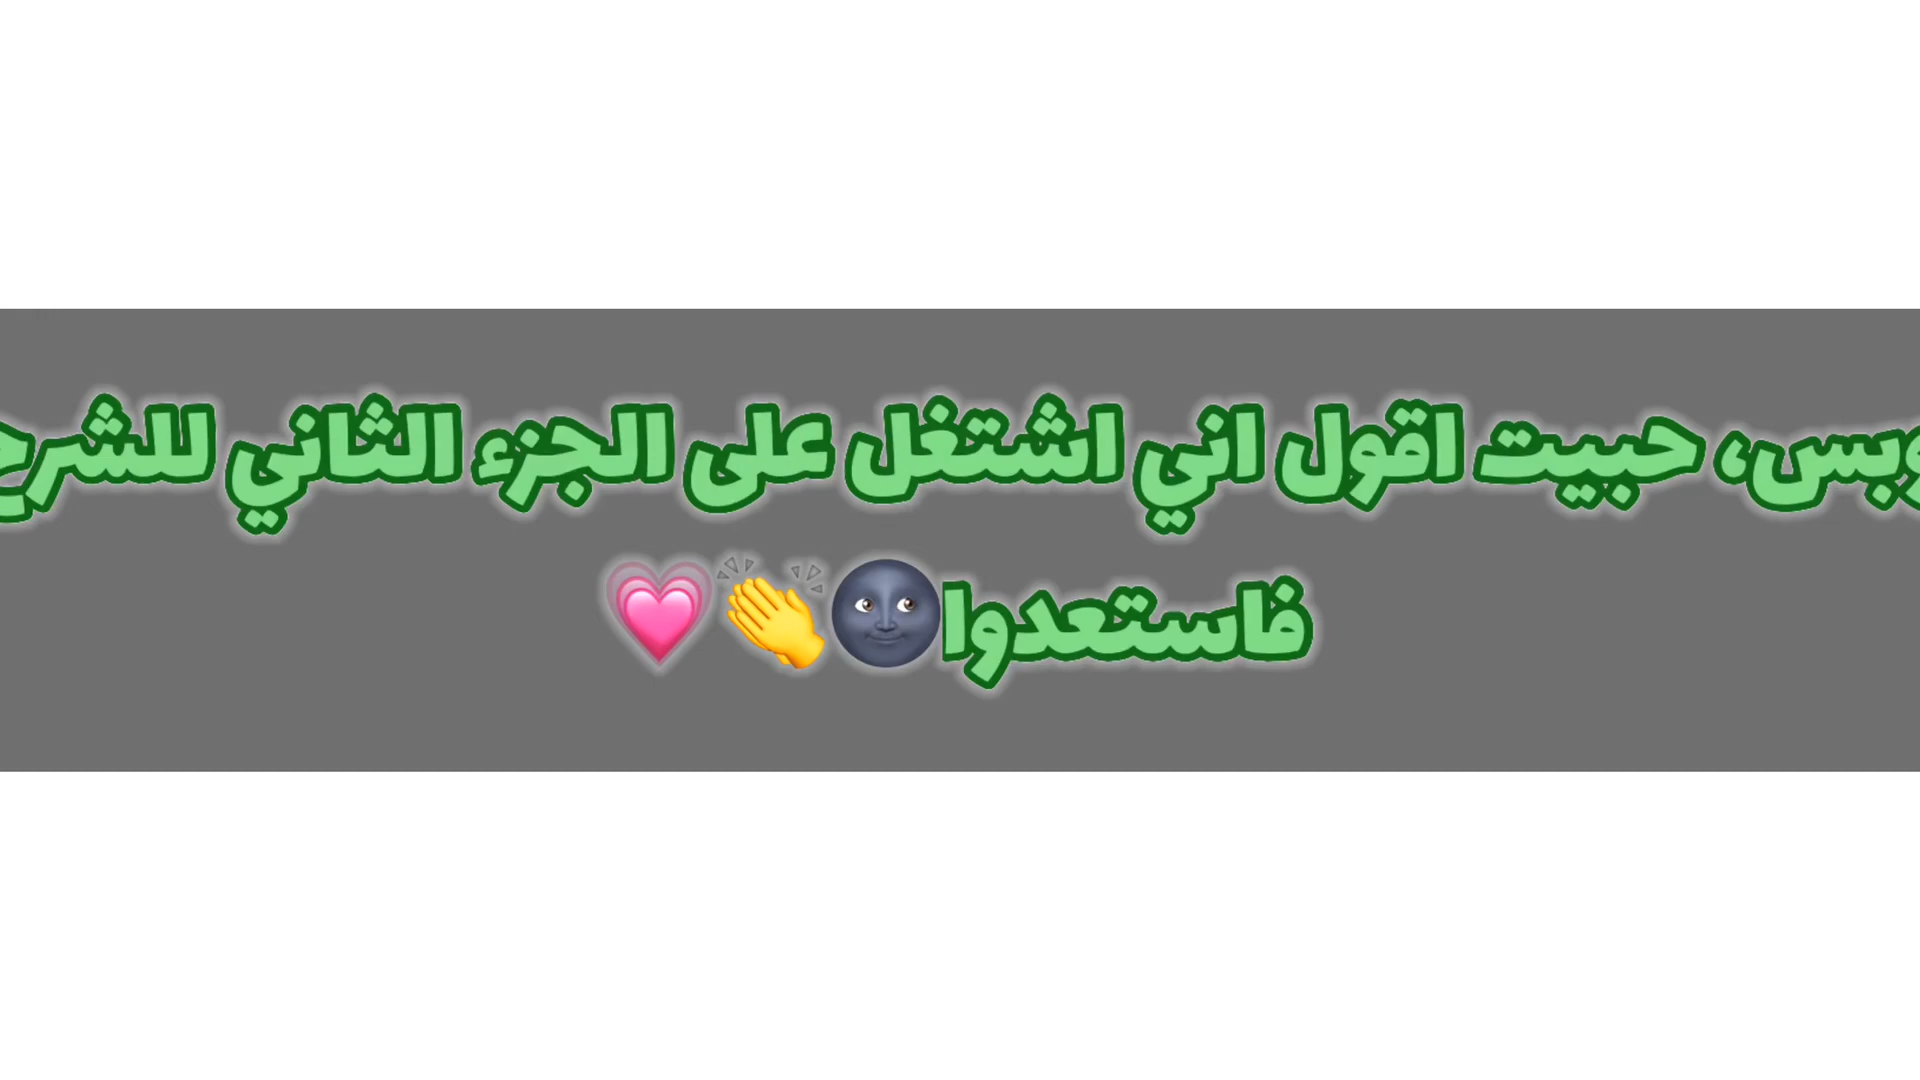 وبس، حبيت اقول اني اشتغل على الجزء الثاني للشرح
فاستعدوا🌚👏💗